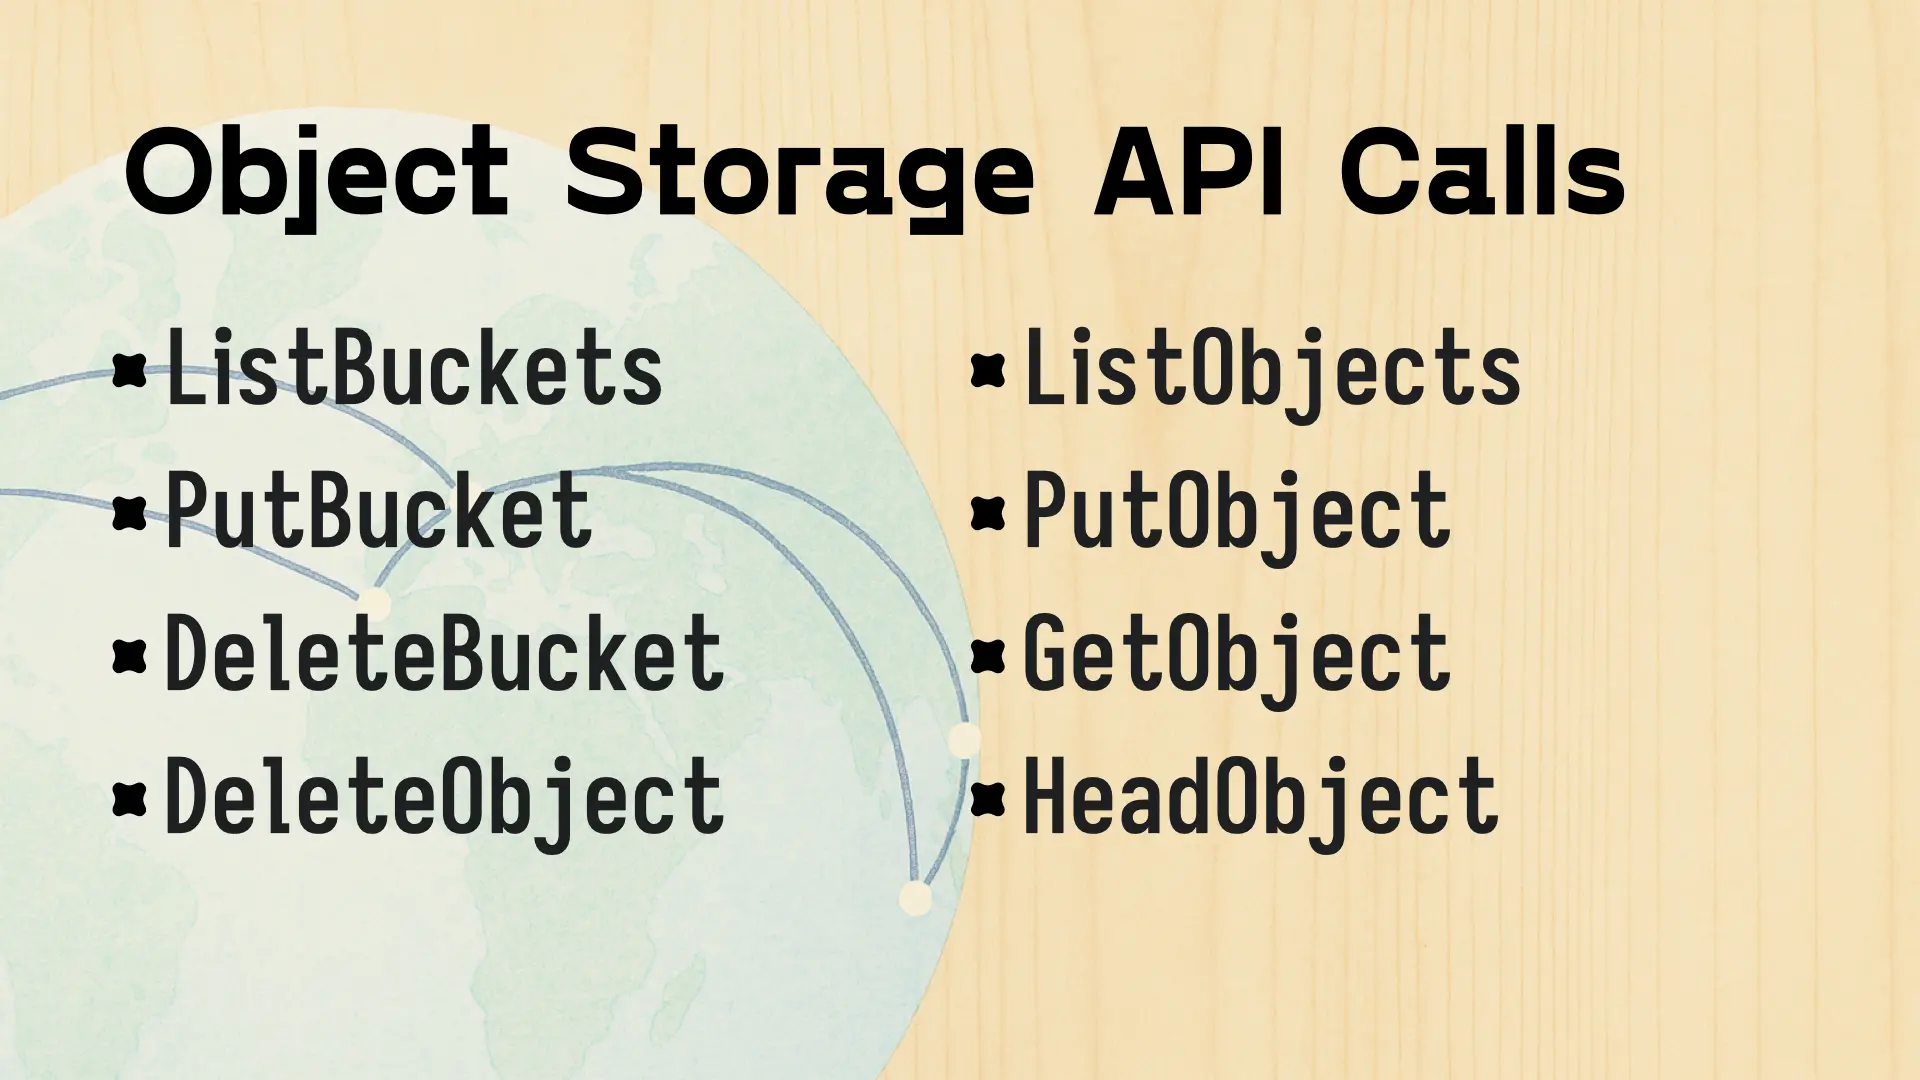 Object Storage API Calls
ListBuckets
PutBucket
DeleteBucket
DeleteObject
ListObjects
PutObject
GetObject
HeadObject